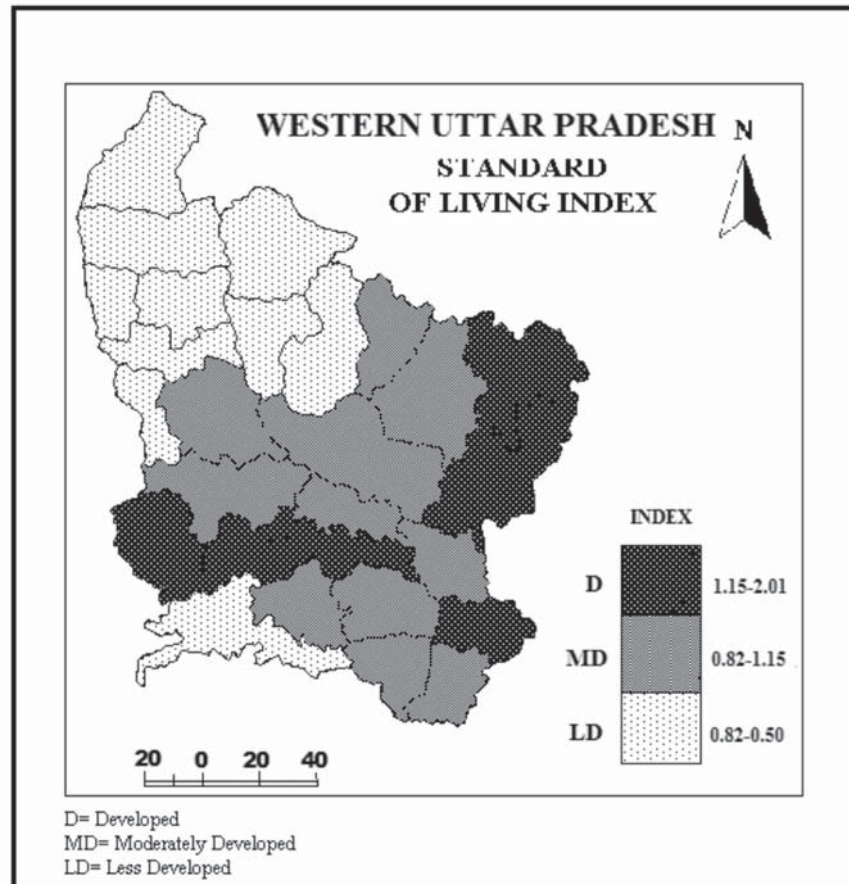 WESTERN UTTAR PRADESH
N
STANDARD
OF LIVING INDEX
INDEX
D 1.15-2.01
MD 0.82-1.15
LD 0.82-0.50
20 0 20 40
D= Developed
MD= Moderately Developed
LD= Less Developed